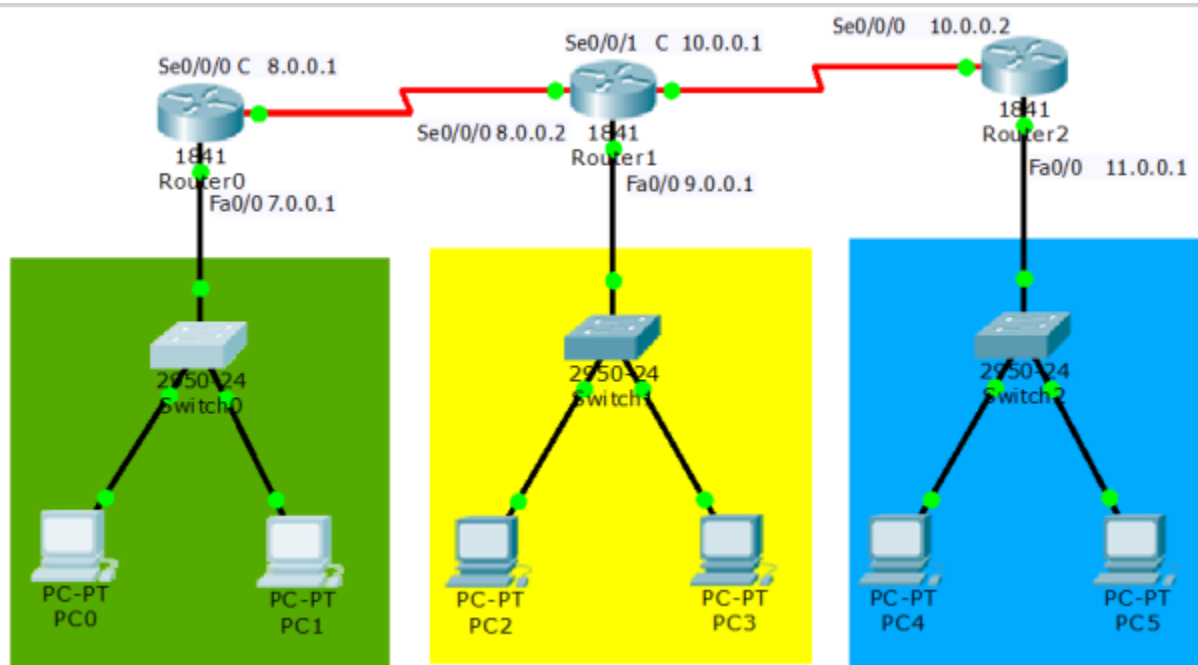 Se0/0/0 C 8.0.0.1
Se0/0/1 C 10.0.0.1
Se0/0/0 10.0.0.2
1841
Router0
Se0/0/0 8.0.0.2
1841
Router1
1841
Router2
Fa0/0 7.0.0.1
Fa0/0 9.0.0.1
Fa0/0 11.0.0.1
2950-24
Switch0
2950-24
Switch1
2950-24
Switch2
PC-PT
PC0
PC-PT
PC1
PC-PT
PC2
PC-PT
PC3
PC-PT
PC4
PC-PT
PC5